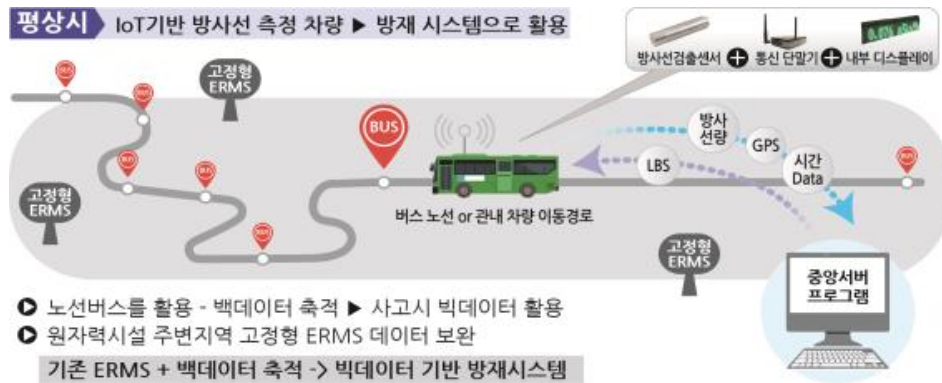 평상시 IoT기반 방사선 측정 차량 ▶ 방재 시스템으로 활용
방사선검출센서 + 통신 단말기 + 내부 디스플레이
고정형
ERMS
BUS
BUS
BUS
BUS
BUS
BUS
BUS
방사
선량
GPS
시간
Data
LBS
고정형
ERMS
버스 노선 or 관내 차량 이동경로
고정형
ERMS
중앙서버
프로그램
노선버스를 활용 - 백데이터 축적 ▶ 사고시 빅데이터 활용
원자력시설 주변지역 고정형 ERMS 데이터 보완
기존 ERMS + 백데이터 축적 -> 빅데이터 기반 방재시스템